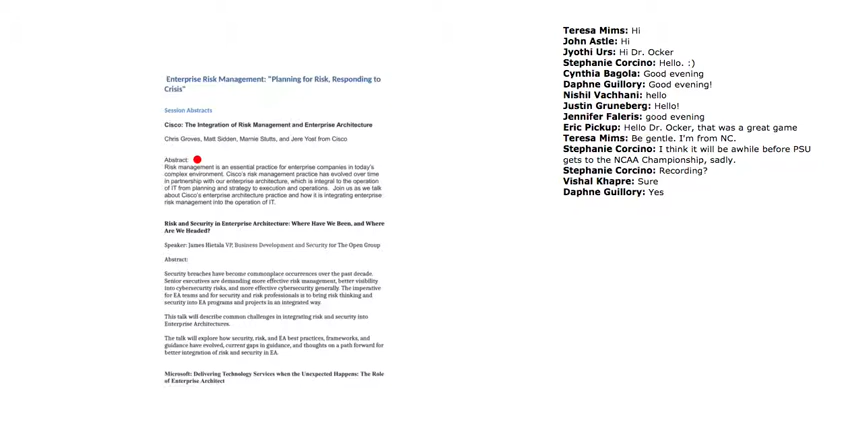 Enterprise Risk Management: "Planning for Risk, Responding to
Crisis"
Session Abstracts
Cisco: The Integration of Risk Management and Enterprise Architecture
Chris Groves, Matt Sidden, Marnie Stutts, and Jere Yost from Cisco
Abstract:
Risk management is an essential practice for enterprise companies in today's
complex environment. Cisco's risk management practice has evolved over time
in partnership with our enterprise architecture, which is integral to the operation
of IT from planning and strategy to execution and operations. Join us as we talk
about Cisco's enterprise architecture practice and how it is integrating enterprise
risk management into the operation of IT.
Risk and Security in Enterprise Architecture: Where Have We Been, and Where
Are We Headed?
Speaker: James Hietala VP, Business Development and Security for The Open Group
Abstract:
Security breaches have become commonplace occurrences over the past decade.
Senior executives are demanding more effective risk management, better visibility
into cybersecurity risks, and more effective cybersecurity generally. The imperative
for EA teams and for security and risk professionals is to bring risk thinking and
security into EA programs and projects in an integrated way.
This talk will describe common challenges in integrating risk and security into
Enterprise Architectures.
The talk will explore how security, risk, and EA best practices, frameworks, and
guidance have evolved, current gaps in guidance, and thoughts on a path forward for
better integration of risk and security in EA.
Microsoft: Delivering Technology Services when the Unexpected Happens: The Role
of Enterprise Architect
Teresa Mims: Hi
John Astle: Hi
Jyothi Urs: Hi Dr. Ocker
Stephanie Corcino: Hello. :)
Cynthia Bagola: Good evening
Daphne Guillory: Good evening!
Nishil Vachhani: hello
Justin Gruneberg: Hello!
Jennifer Faleris: good evening
Eric Pickup: Hello Dr. Ocker, that was a great game
Teresa Mims: Be gentle. I'm from NC.
Stephanie Corcino: I think it will be awhile before PSU
gets to the NCAA Championship, sadly.
Stephanie Corcino: Recording?
Vishal Khapre: Sure
Daphne Guillory: Yes